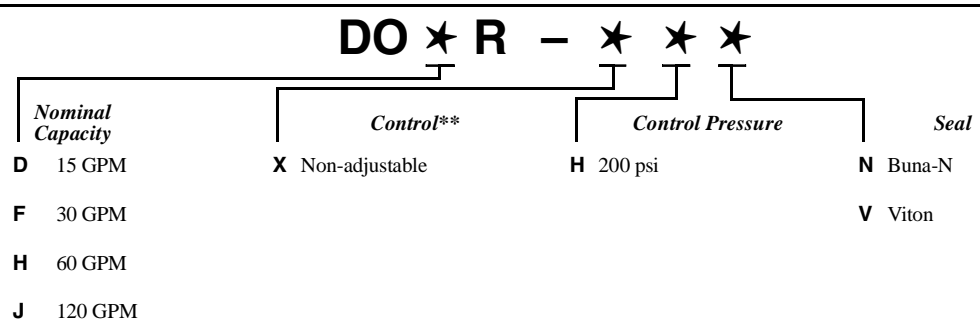 DO ✶ R – ✶ ✶ ✶
Nominal
Capacity
D 15 GPM
F 30 GPM
H 60 GPM
J 120 GPM
Control**
X Non-adjustable
Control Pressure
H 200 psi
Seal
N Buna-N
V Viton